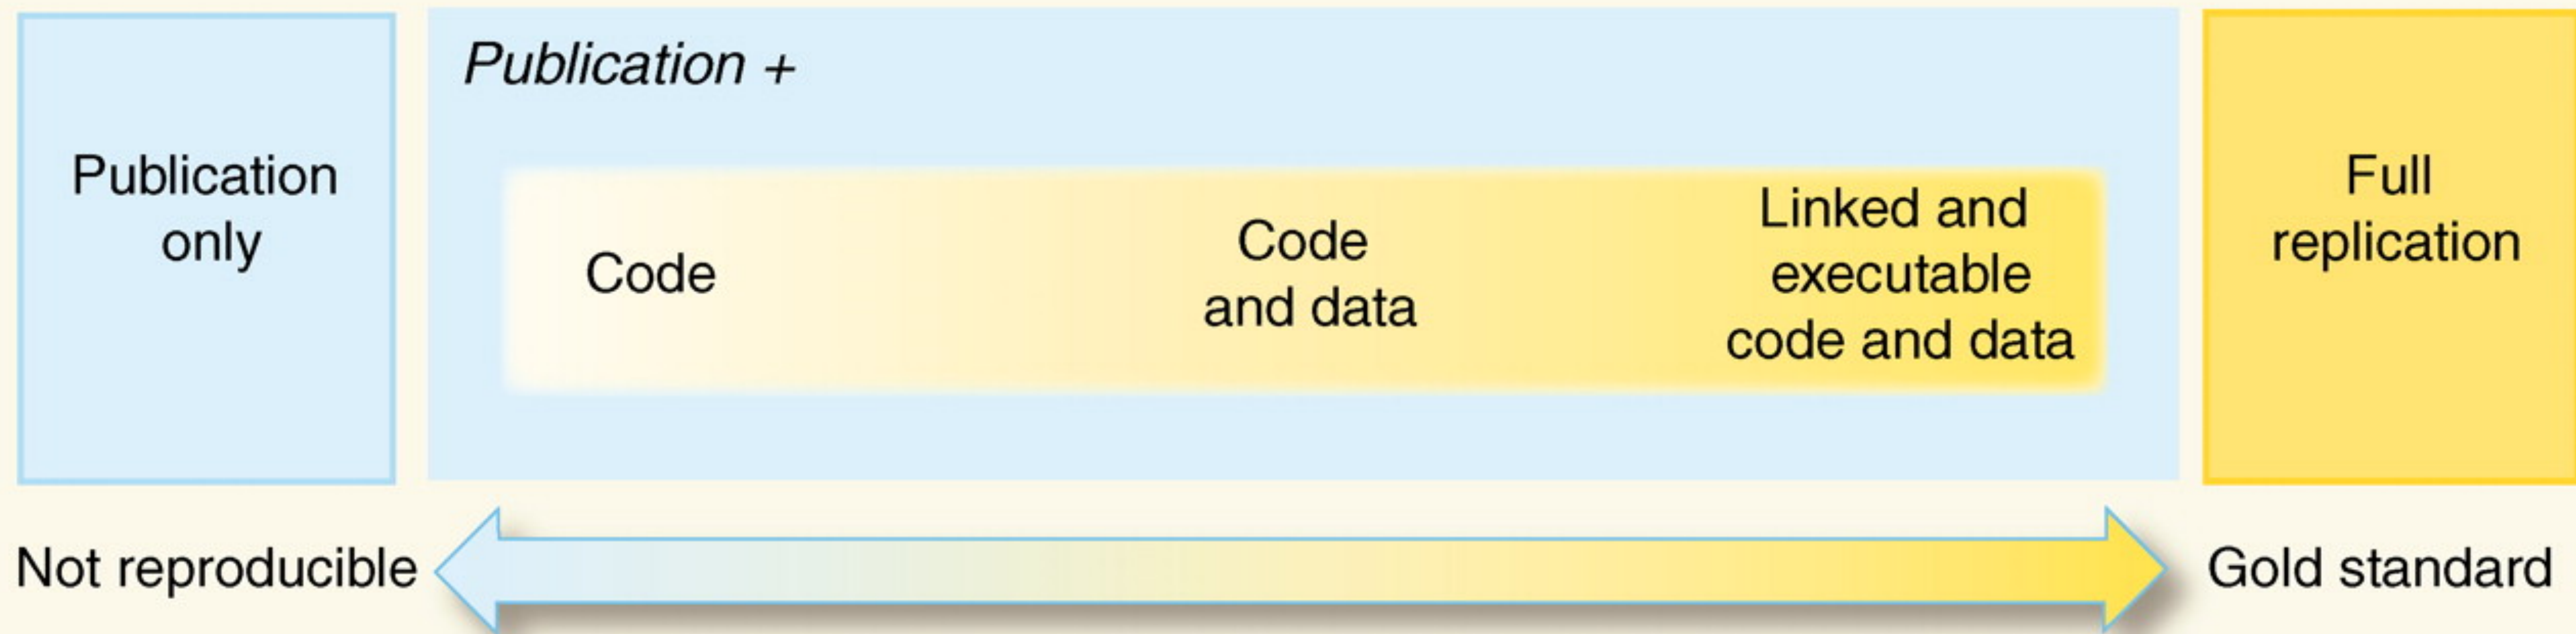 Publication
only
Publication +
Code
Code
and data
Linked and
executable
code and data
Full
replication
Not reproducible
Gold standard